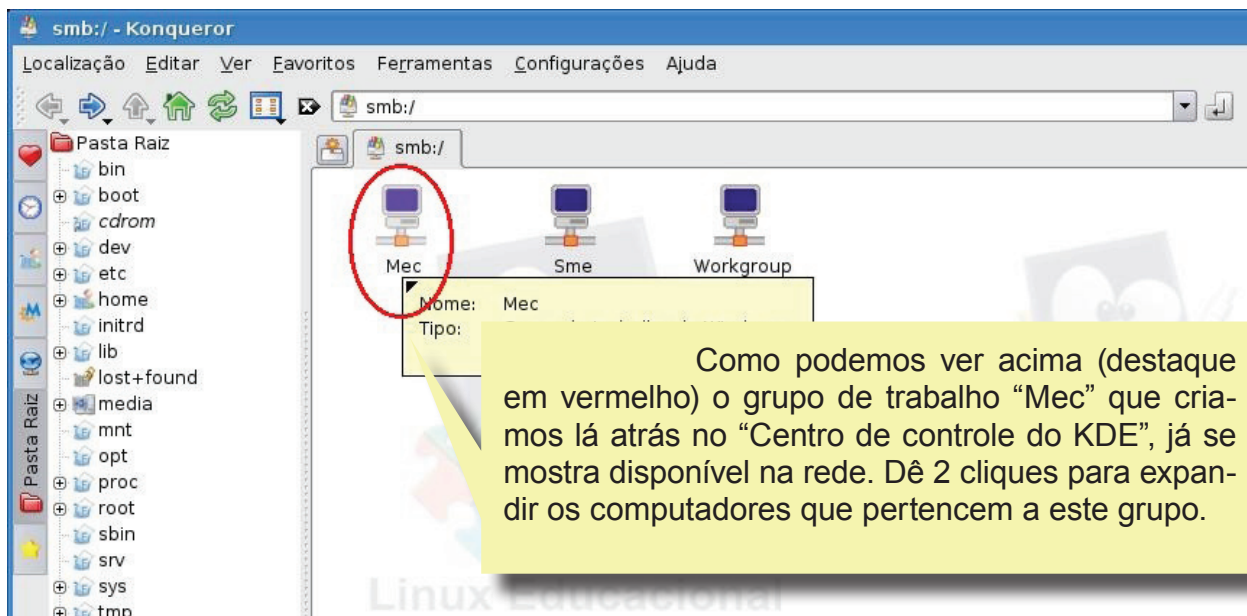 smb:/ - Konqueror
Localização Editar Ver Favoritos Ferramentas Configurações Ajuda
smb:/
Pasta Raiz
bin
boot
cdrom
dev
etc
home
initrd
lib
lost+found
media
mnt
opt
proc
root
sbin
srv
sys
tmp
Pasta Raiz
smb:/
Mec Sme Workgroup
Nome: Mec
Tipo:
Como podemos ver acima (destaque
em vermelho) o grupo de trabalho “Mec” que cria-
mos lá atrás no “Centro de controle do KDE”, já se
mostra disponível na rede. Dê 2 cliques para expan-
dir os computadores que pertencem a este grupo.
Linux Educacional